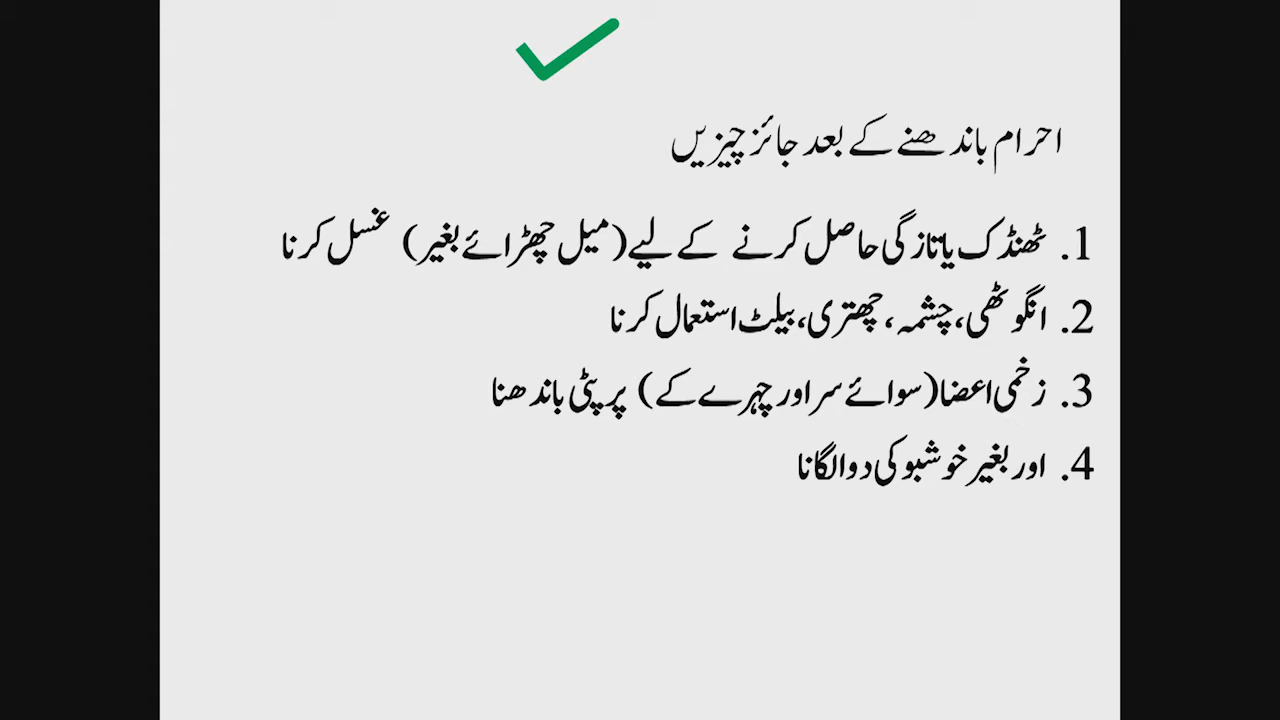 احرام باندھنے کے بعد جائز چیزیں
1. ٹھنڈک یا تازگی حاصل کرنے کے لیے (میل چھڑائے بغیر) غسل کرنا
2. انگوٹھی، چشمہ، چھتری، بیلٹ استعمال کرنا
3. زخمی اعضا (سوائے سر اور چہرے کے) پر پٹی باندھنا
4. اور بغیر خوشبو کی دوا لگانا